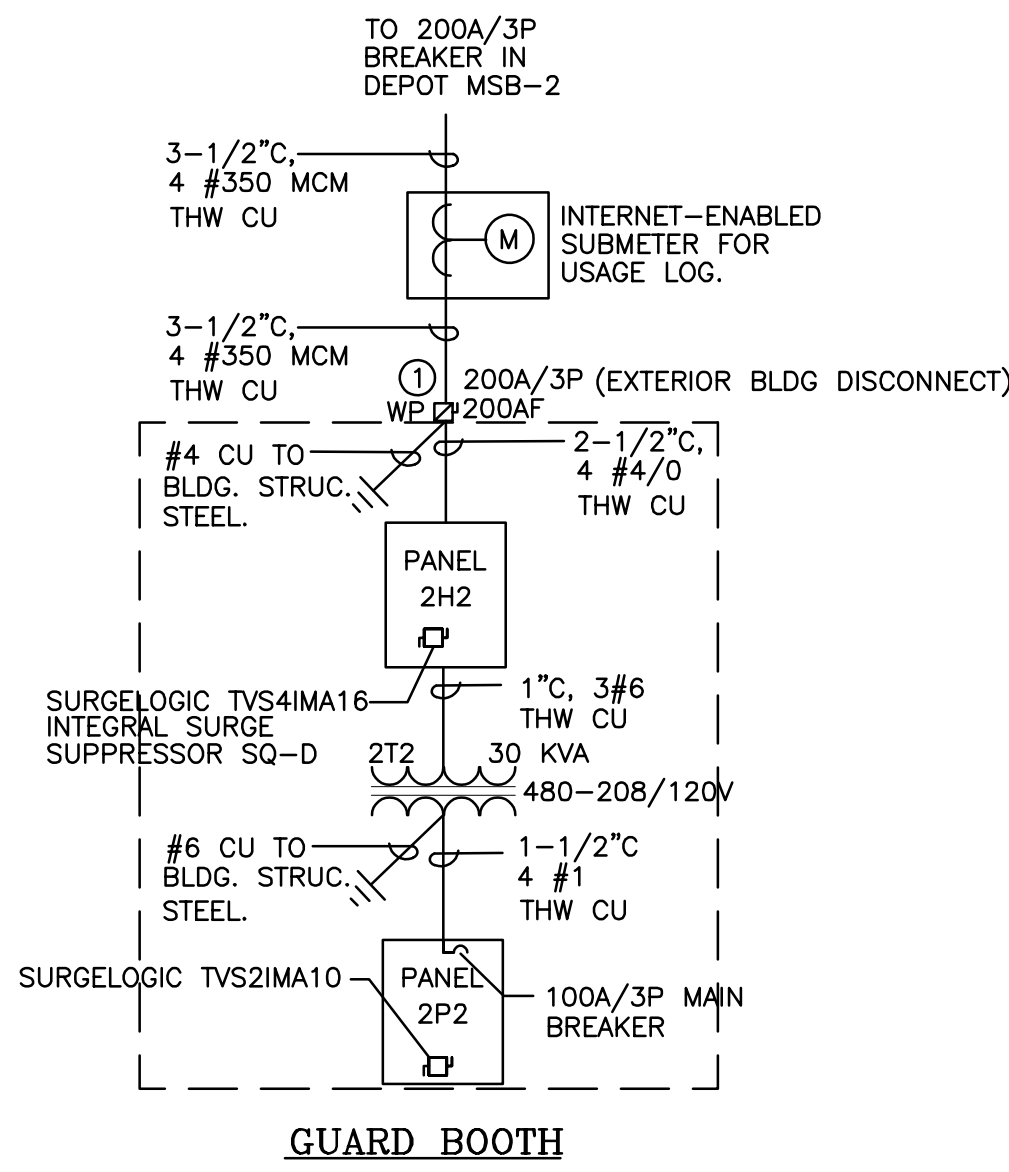 TO 200A/3P
BREAKER IN
DEPOT MSB-2
3-1/2"C,
4 #350 MCM
THW CU
M
INTERNET-ENABLED
SUBMETER FOR
USAGE LOG.
3-1/2"C,
4 #350 MCM
THW CU
1
WP
200A/3P (EXTERIOR BLDG DISCONNECT)
200AF
#4 CU TO
BLDG. STRUC.
STEEL.
2-1/2"C,
4 #4/0
THW CU
PANEL
2H2
SURGELOGIC TVS4IMA16
INTEGRAL SURGE
SUPPRESSOR SQ-D
1"C, 3#6
THW CU
2T2 30 KVA
480-208/120V
#6 CU TO
BLDG. STRUC.
STEEL.
1-1/2"C
4 #1
THW CU
SURGELOGIC TVS2IMA10
PANEL
2P2
100A/3P MAIN
BREAKER
GUARD BOOTH